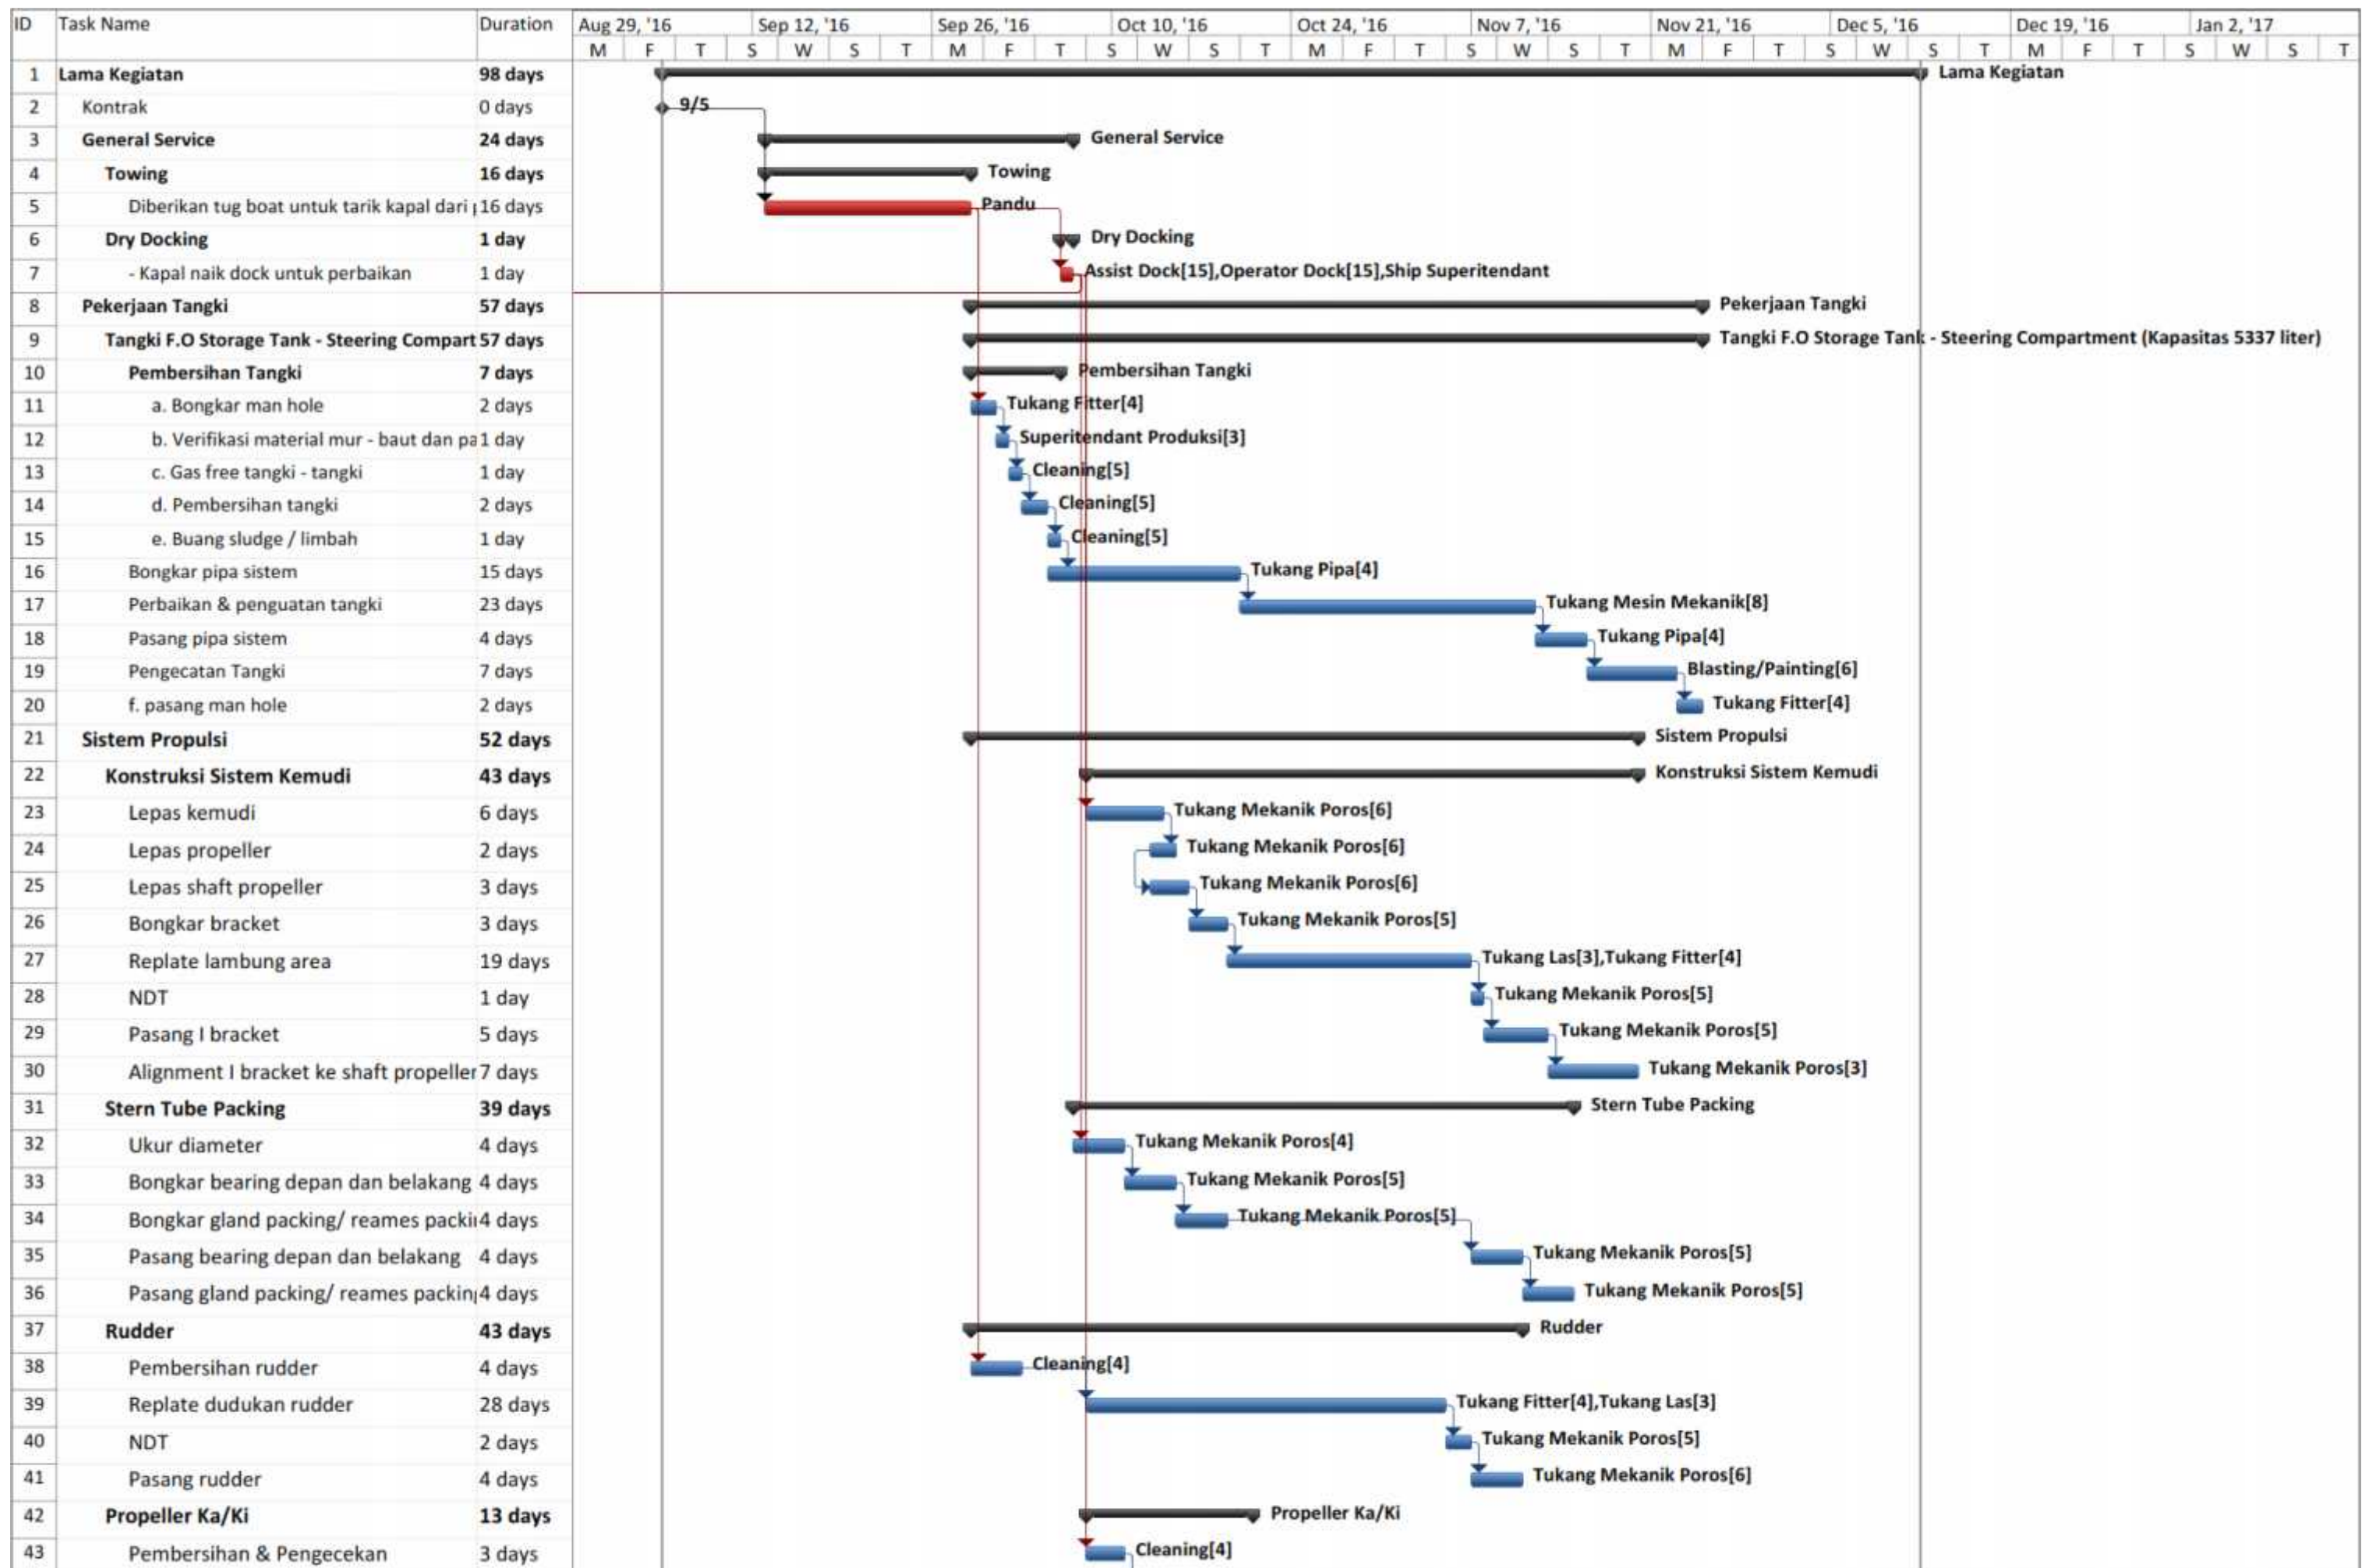 ID Task Name Duration Aug 29, '16 Sep 12, '16 Sep 26, '16 Oct 10, '16 Oct 24, '16 Nov 7, '16 Nov 21, '16 Dec 5, '16 Dec 19, '16 Jan 2, '17
M F T S W S T M F T S W S T M F T S W S T M F T S W S T M F T S W S T
1 Lama Kegiatan 98 days Lama Kegiatan
2 Kontrak 0 days 9/5
3 General Service 24 days General Service
4 Towing 16 days Towing
5 Diberikan tug boat untuk tarik kapal dari 16 days Pandu
6 Dry Docking 1 day Dry Docking
7 - Kapal naik dock untuk perbaikan 1 day Assist Dock[15],Operator Dock[15],Ship Superitendant
8 Pekerjaan Tangki 57 days Pekerjaan Tangki
9 Tangki F.O Storage Tank - Steering Compart 57 days Tangki F.O Storage Tank - Steering Compartment (Kapasitas 5337 liter)
10 Pembersihan Tangki 7 days Pembersihan Tangki
11 a. Bongkar man hole 2 days Tukang Fitter[4]
12 b. Verifikasi material mur - baut dan pa 1 day Superitendant Produksi[3]
13 c. Gas free tangki - tangki 1 day Cleaning[5]
14 d. Pembersihan tangki 2 days Cleaning[5]
15 e. Buang sludge / limbah 1 day Cleaning[5]
16 Bongkar pipa sistem 15 days Tukang Pipa[4]
17 Perbaikan & penguatan tangki 23 days Tukang Mesin Mekanik[8]
18 Pasang pipa sistem 4 days Tukang Pipa[4]
19 Pengecatan Tangki 7 days Blasting/Painting[6]
20 f. pasang man hole 2 days Tukang Fitter[4]
21 Sistem Propulsi 52 days Sistem Propulsi
22 Konstruksi Sistem Kemudi 43 days Konstruksi Sistem Kemudi
23 Lepas kemudi 6 days Tukang Mekanik Poros[6]
24 Lepas propeller 2 days Tukang Mekanik Poros[6]
25 Lepas shaft propeller 3 days Tukang Mekanik Poros[6]
26 Bongkar bracket 3 days Tukang Mekanik Poros[5]
27 Replate lambung area 19 days Tukang Las[3],Tukang Fitter[4]
28 NDT 1 day Tukang Mekanik Poros[5]
29 Pasang I bracket 5 days Tukang Mekanik Poros[5]
30 Alignment I bracket ke shaft propeller 7 days Tukang Mekanik Poros[3]
31 Stern Tube Packing 39 days Stern Tube Packing
32 Ukur diameter 4 days Tukang Mekanik Poros[4]
33 Bongkar bearing depan dan belakang 4 days Tukang Mekanik Poros[5]
34 Bongkar gland packing/ reames packi 4 days Tukang Mekanik Poros[5]
35 Pasang bearing depan dan belakang 4 days Tukang Mekanik Poros[5]
36 Pasang gland packing/ reames packin 4 days Tukang Mekanik Poros[5]
37 Rudder 43 days Rudder
38 Pembersihan rudder 4 days Cleaning[4]
39 Replate dudukan rudder 28 days Tukang Fitter[4],Tukang Las[3]
40 NDT 2 days Tukang Mekanik Poros[5]
41 Pasang rudder 4 days Tukang Mekanik Poros[6]
42 Propeller Ka/Ki 13 days Propeller Ka/Ki
43 Pembersihan & Pengecekan 3 days Cleaning[4]